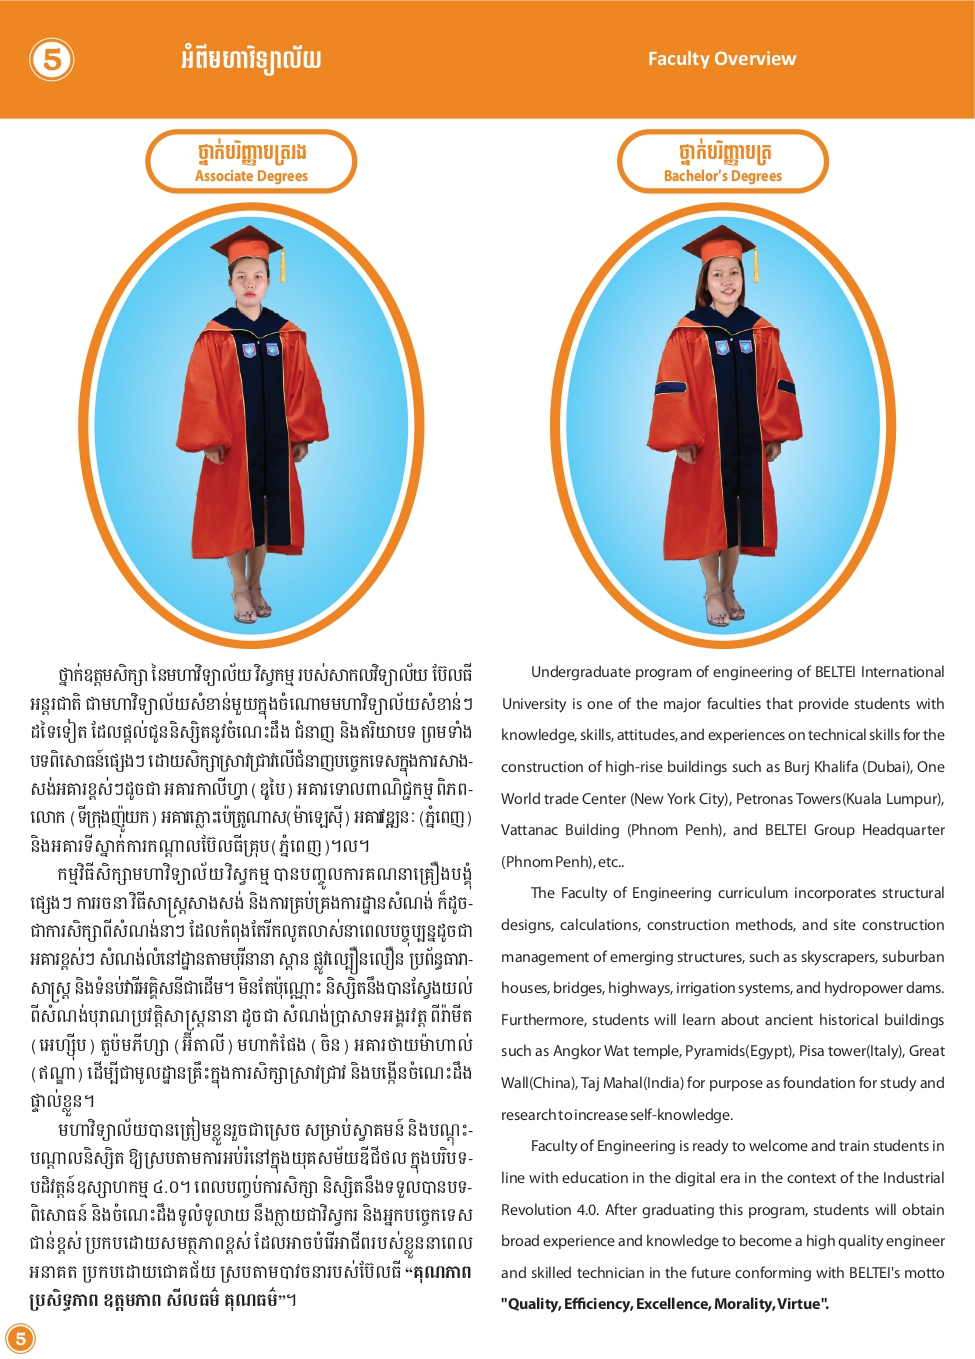 5
អំពីមហាវិទ្យាល័យ
Faculty Overview
ថ្នាក់បរិញ្ញាបត្ររង
Associate Degrees
ថ្នាក់បរិញ្ញាបត្រ
Bachelor's Degrees
ថ្នាក់ឧត្តមសិក្សា នៃមហាវិទ្យាល័យ វិស្វកម្ម របស់សាកលវិទ្យាល័យ ប៊ែលធី
អន្តរជាតិ ជាមហាវិទ្យាល័យសំខាន់មួយក្នុងចំណោមមហាវិទ្យាល័យសំខាន់ៗ
ដទៃទៀត ដែលផ្តល់ជូននិស្សិតនូវចំណេះដឹង ជំនាញ និងឥរិយាបទ ព្រមទាំង
បទពិសោធន៍ផ្សេងៗ ដោយសិក្សាស្រាវជ្រាវលើជំនាញបច្ចេកទេសក្នុងការសាង-
សង់អគារខ្ពស់ៗដូចជា អគារកាលីហ្វា (ឌូបៃ) អគារទោលពាណិជ្ជកម្ម ពិភព-
លោក (ទីក្រុងញ៉ូយក) អគារភ្លោះប៉េត្រូណាស(ម៉ាឡេស៊ី) អគារវឌ្ឍនៈ (ភ្នំពេញ)
និងអគារទីស្នាក់ការកណ្តាលប៊ែលធីគ្រុប(ភ្នំពេញ)។ល។
កម្មវិធីសិក្សាមហាវិទ្យាល័យ វិស្វកម្ម បានបញ្ចូលការគណនាគ្រឿងបង្គុំ
ផ្សេងៗ ការរចនា វិធីសាស្ត្រសាងសង់ និងការគ្រប់គ្រងការដ្ឋានសំណង់ ក៏ដូច-
ជាការសិក្សាពីសំណង់នាៗ ដែលកំពុងតែរីកលូតលាស់នាពេលបច្ចុប្បន្នដូចជា
អគារខ្ពស់ៗ សំណង់លំនៅដ្ឋានតាមបុរីនានា ស្ពាន ផ្លូវល្បឿនលឿន ប្រព័ន្ធធារា-
សាស្ត្រ និងទំនប់វារីអគ្គិសនីជាដើម។ មិនតែប៉ុណ្ណោះ និស្សិតនឹងបានស្វែងយល់
ពីសំណង់បុរាណប្រវត្តិសាស្ត្រនានា ដូចជា សំណង់ប្រាសាទអង្គរវត្ត ពីរ៉ាមីត
(អេហ្ស៊ីប) តួប៉មភីហ្សា (អ៊ីតាលី) មហាកំផែង (ចិន) អគារថាយម៉ាហាល់
(ឥណ្ឌា) ដើម្បីជាមូលដ្ឋានគ្រឹះក្នុងការសិក្សាស្រាវជ្រាវ និងបង្កើនចំណេះដឹង
ផ្ទាល់ខ្លួន។
មហាវិទ្យាល័យបានត្រៀមខ្លួនរួចជាស្រេច សម្រាប់ស្វាគមន៍ និងបណ្តុះ-
បណ្តាលនិស្សិត ឱ្យស្របតាមការអប់រំនៅក្នុងយុគសម័យឌីជីថល ក្នុងបរិបទ-
បដិវត្តន៍ឧស្សាហកម្ម ៤.០។ ពេលបញ្ចប់ការសិក្សា និស្សិតនឹងទទួលបានបទ-
ពិសោធន៍ និងចំណេះដឹងទូលំទូលាយ នឹងក្លាយជាវិស្វករ និងអ្នកបច្ចេកទេស
ជាន់ខ្ពស់ ប្រកបដោយសមត្ថភាពខ្ពស់ ដែលអាចបំរើអាជីពរបស់ខ្លួននាពេល
អនាគត ប្រកបដោយជោគជ័យ ស្របតាមបាវចនារបស់ប៊ែលធី “គុណភាព
ប្រសិទ្ធភាព ឧត្តមភាព សីលធម៌ គុណធម៌”។
Undergraduate program of engineering of BELTEI International
University is one of the major faculties that provide students with
knowledge, skills, attitudes, and experiences on technical skills for the
construction of high-rise buildings such as Burj Khalifa (Dubai), One
World trade Center (New York City), Petronas Towers(Kuala Lumpur),
Vattanac Building (Phnom Penh), and BELTEI Group Headquarter
(Phnom Penh), etc..
The Faculty of Engineering curriculum incorporates structural
designs, calculations, construction methods, and site construction
management of emerging structures, such as skyscrapers, suburban
houses, bridges, highways, irrigation systems, and hydropower dams.
Furthermore, students will learn about ancient historical buildings
such as Angkor Wat temple, Pyramids(Egypt), Pisa tower(Italy), Great
Wall(China), Taj Mahal(India) for purpose as foundation for study and
research to increase self-knowledge.
Faculty of Engineering is ready to welcome and train students in
line with education in the digital era in the context of the Industrial
Revolution 4.0. After graduating this program, students will obtain
broad experience and knowledge to become a high quality engineer
and skilled technician in the future conforming with BELTEI's motto
"Quality, Efficiency, Excellence, Morality, Virtue".
5